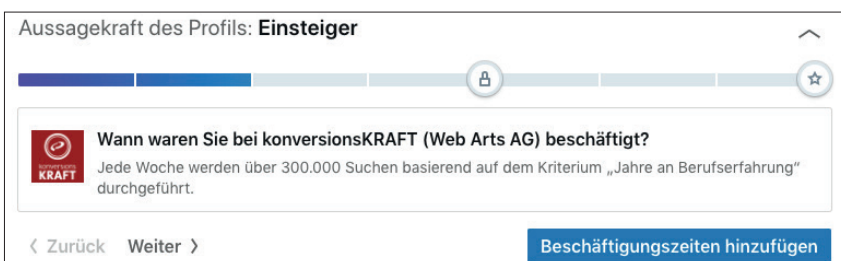 Aussagekraft des Profils: Einsteiger
Wann waren Sie bei konversionsKRAFT (Web Arts AG) beschäftigt?
konversions
KRAFT
Jede Woche werden über 300.000 Suchen basierend auf dem Kriterium „Jahre an Berufserfahrung“
durchgeführt.
Zurück Weiter
Beschäftigungszeiten hinzufügen